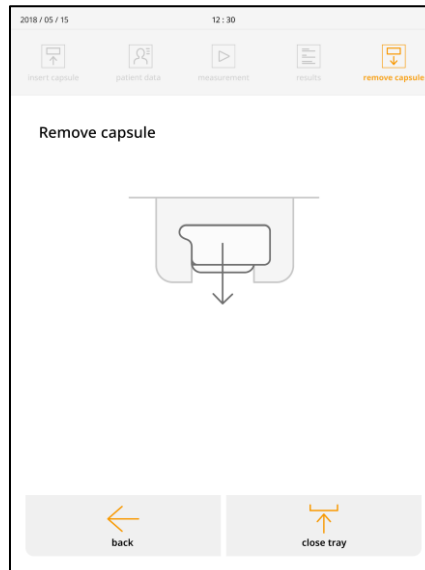 2018 / 05 / 15 12 : 30
insert capsule patient data measurement results remove capsule
Remove capsule
back close tray